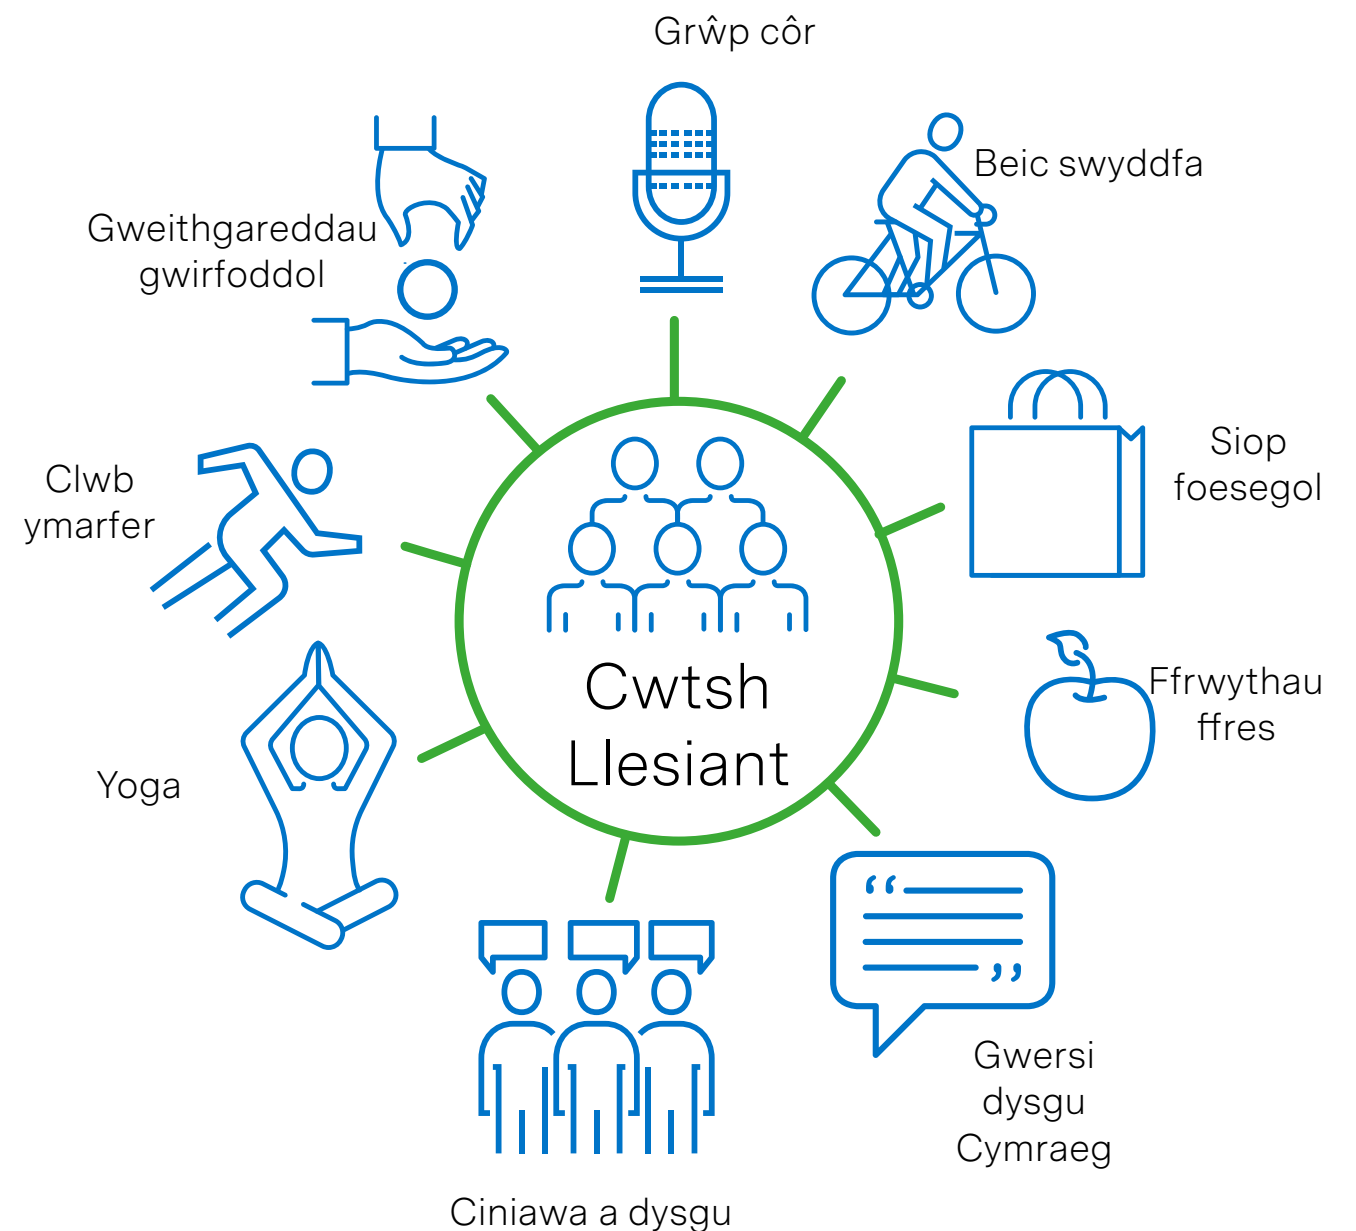 Grŵp côr
Beic swyddfa
Gweithgareddau
gwirfoddol
Siop
foesegol
Clwb
ymarfer
Cwtsh
Llesiant
Ffrwythau
ffres
Yoga
Gwersi
dysgu
Cymraeg
Ciniawa a dysgu